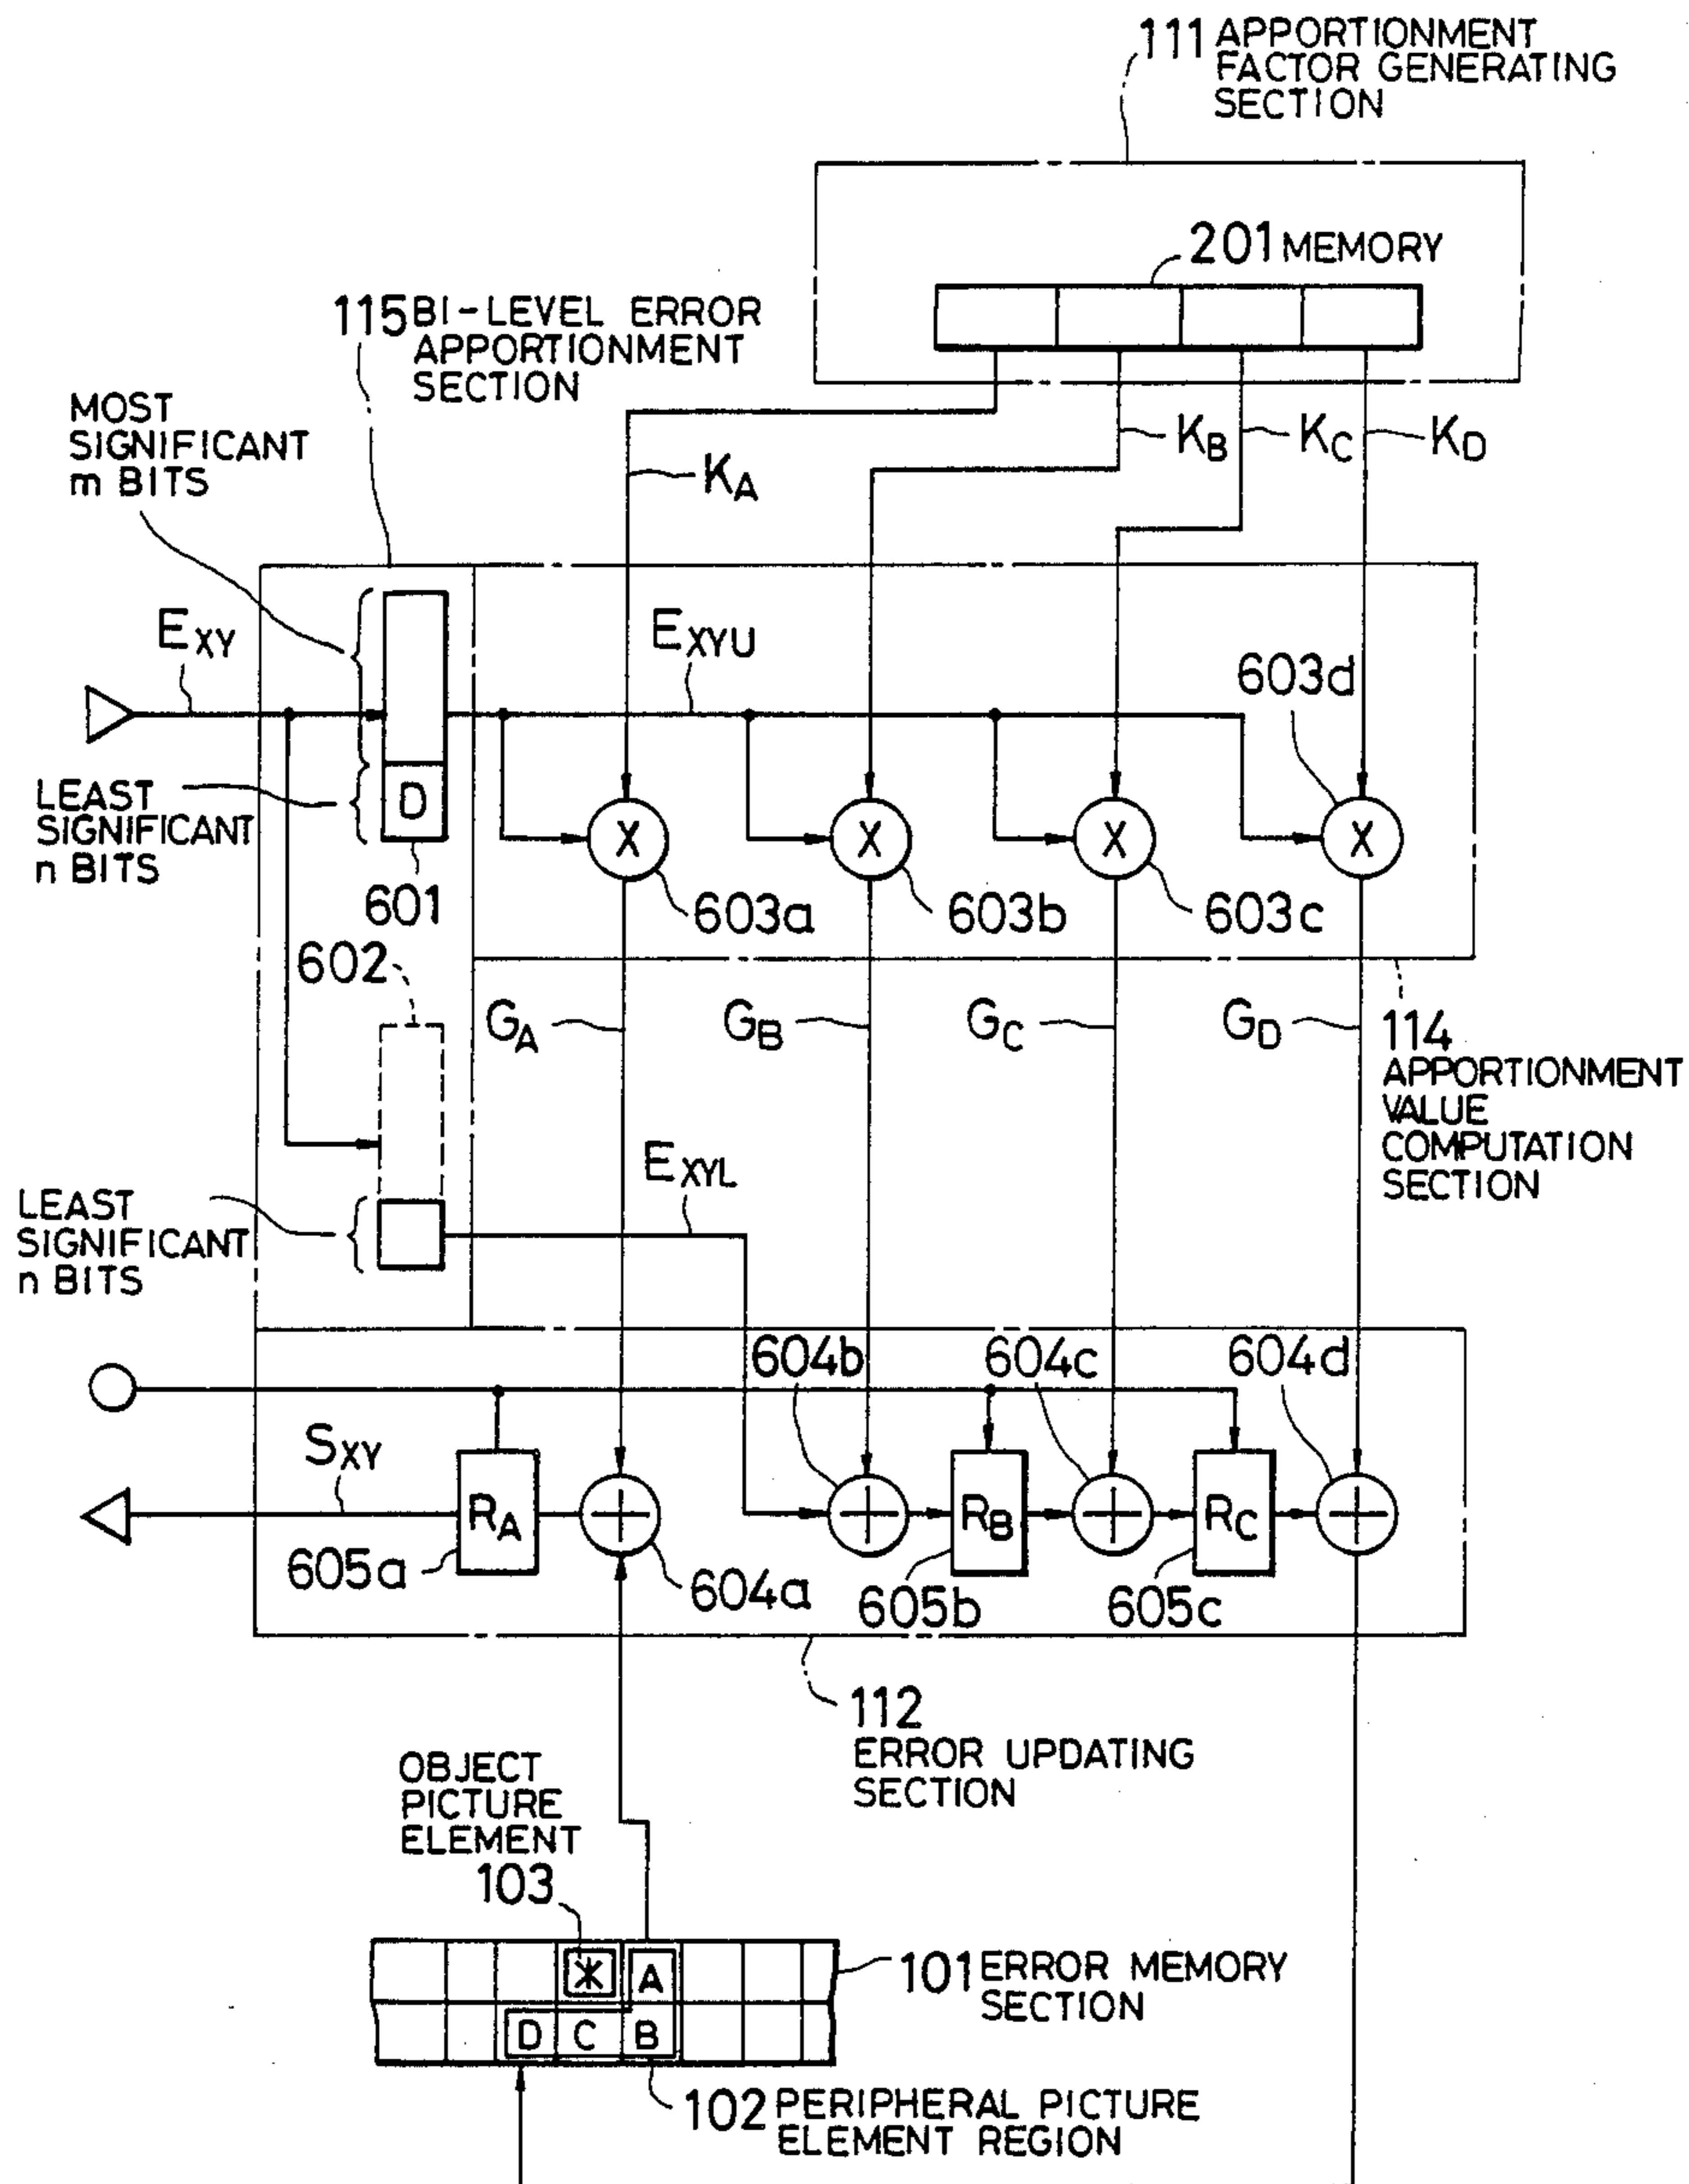 111 APPORTIONMENT
FACTOR GENERATING
SECTION
201 MEMORY
115 BI-LEVEL ERROR
APPORTIONMENT
SECTION
MOST
SIGNIFICANT
m BITS
KA
KB
KC
KD
EXY
EXYU
603d
LEAST
SIGNIFICANT
n BITS
D
601
X
X
X
X
603a
603b
603c
602
GA
GB
GC
GD
114
APPORTIONMENT
VALUE
COMPUTATION
SECTION
EXYL
LEAST
SIGNIFICANT
n BITS
604b
604c
604d
SXY
RA
+
+
RB
+
RC
+
605a
604a
605b
605c
112
ERROR UPDATING
SECTION
OBJECT
PICTURE
ELEMENT
103
* A
D C B
101 ERROR MEMORY
SECTION
102 PERIPHERAL PICTURE
ELEMENT REGION